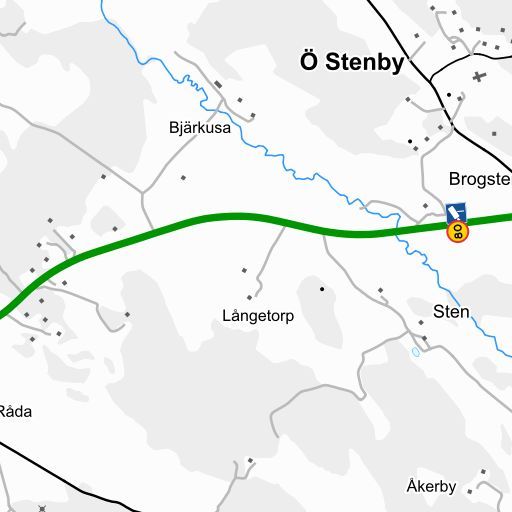 Ö Stenby
Bjärkusa
Brogste
80
Sten
Långetorp
Råda
Åkerby